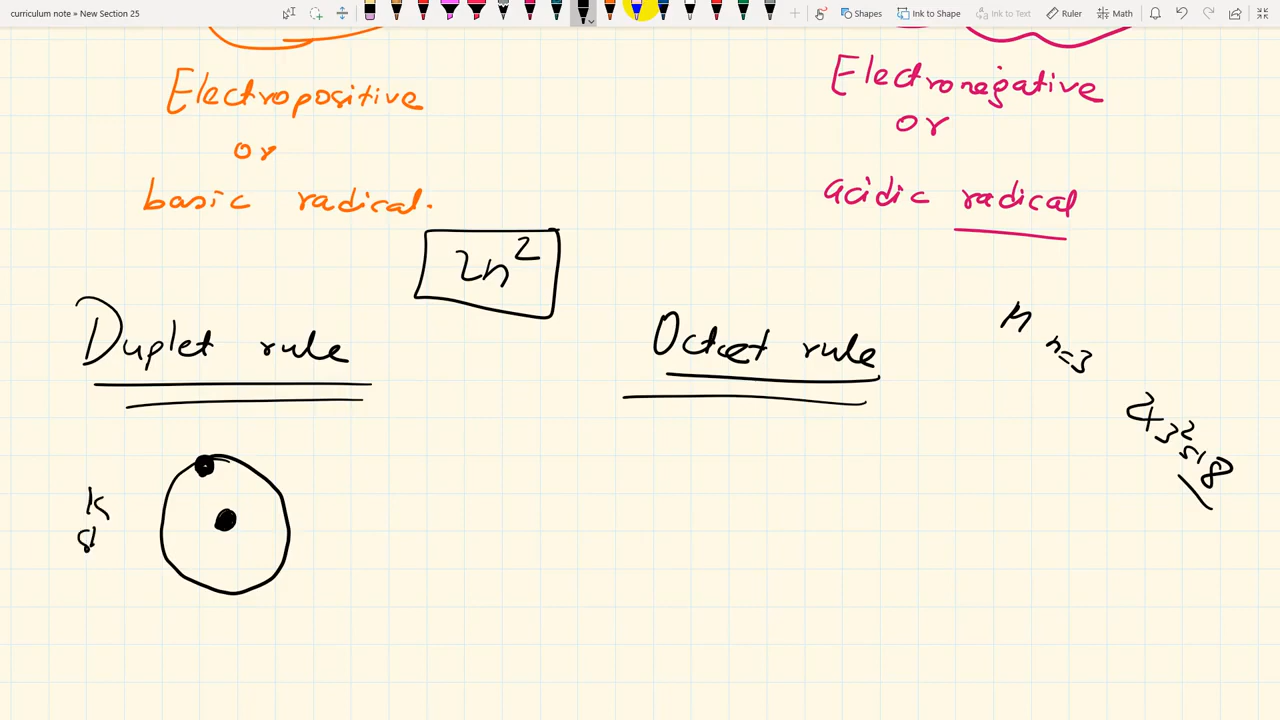 curriculum note » New Section 25
Shapes
Ink to Shape
Ink to Text
Ruler
Math
Electropositive
or
basic radical.
Electronegative
or
acidic radical
2n²
Duplet rule
Octet rule
n=3
K